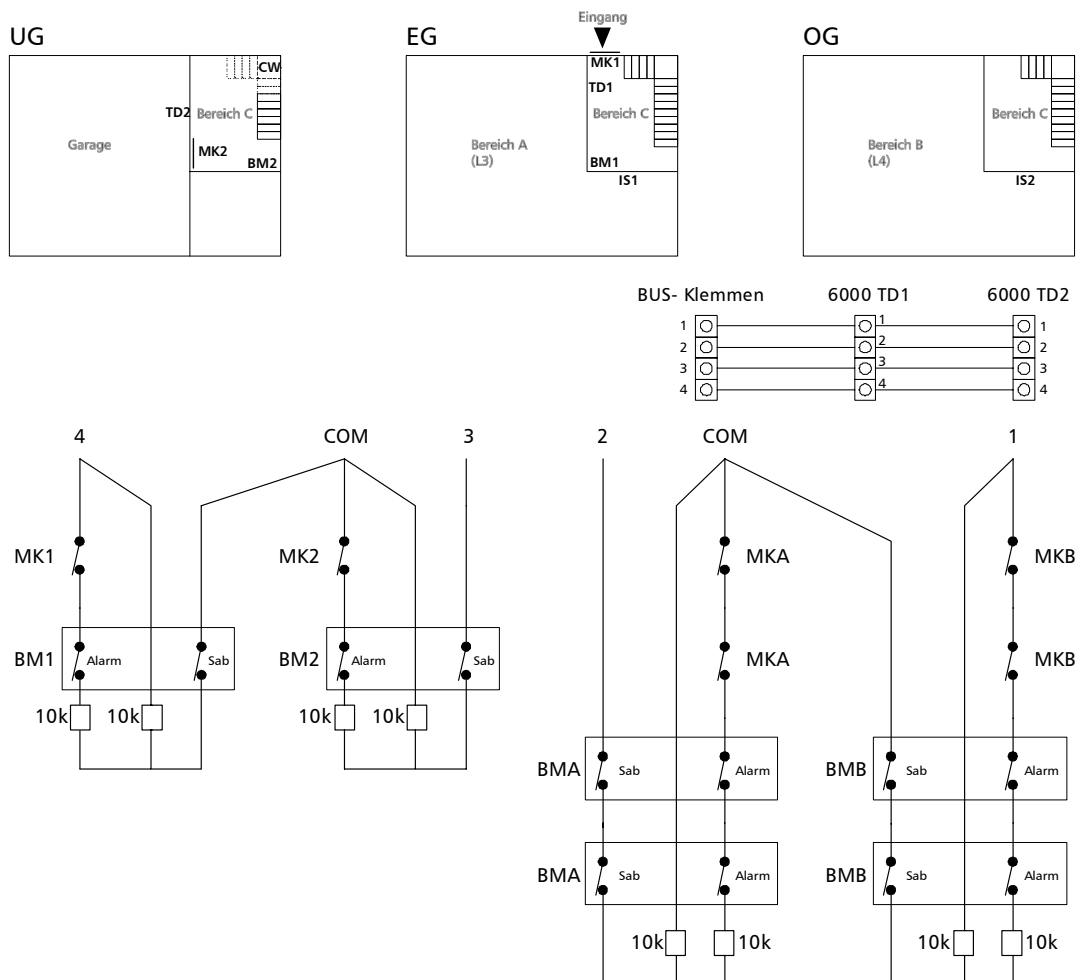 Eingang
UG
EG
OG
CW
TD2
Bereich C
Garage
MK2
BM2
MK1
TD1
Bereich C
Bereich A
(L3)
BM1
IS1
Bereich C
Bereich B
(L4)
IS2
BUS- Klemmen 6000 TD1 6000 TD2
1 1 1
2 2 2
3 3 3
4 4 4
4 COM 3 2 COM 1
MK1 MK2 MKA MKB
BM1 Alarm Sab BM2 Alarm Sab MKA MKB
10k 10k 10k 10k
BMA Sab Alarm BMB Sab Alarm
BMA Sab Alarm BMB Sab Alarm
10k 10k 10k 10k